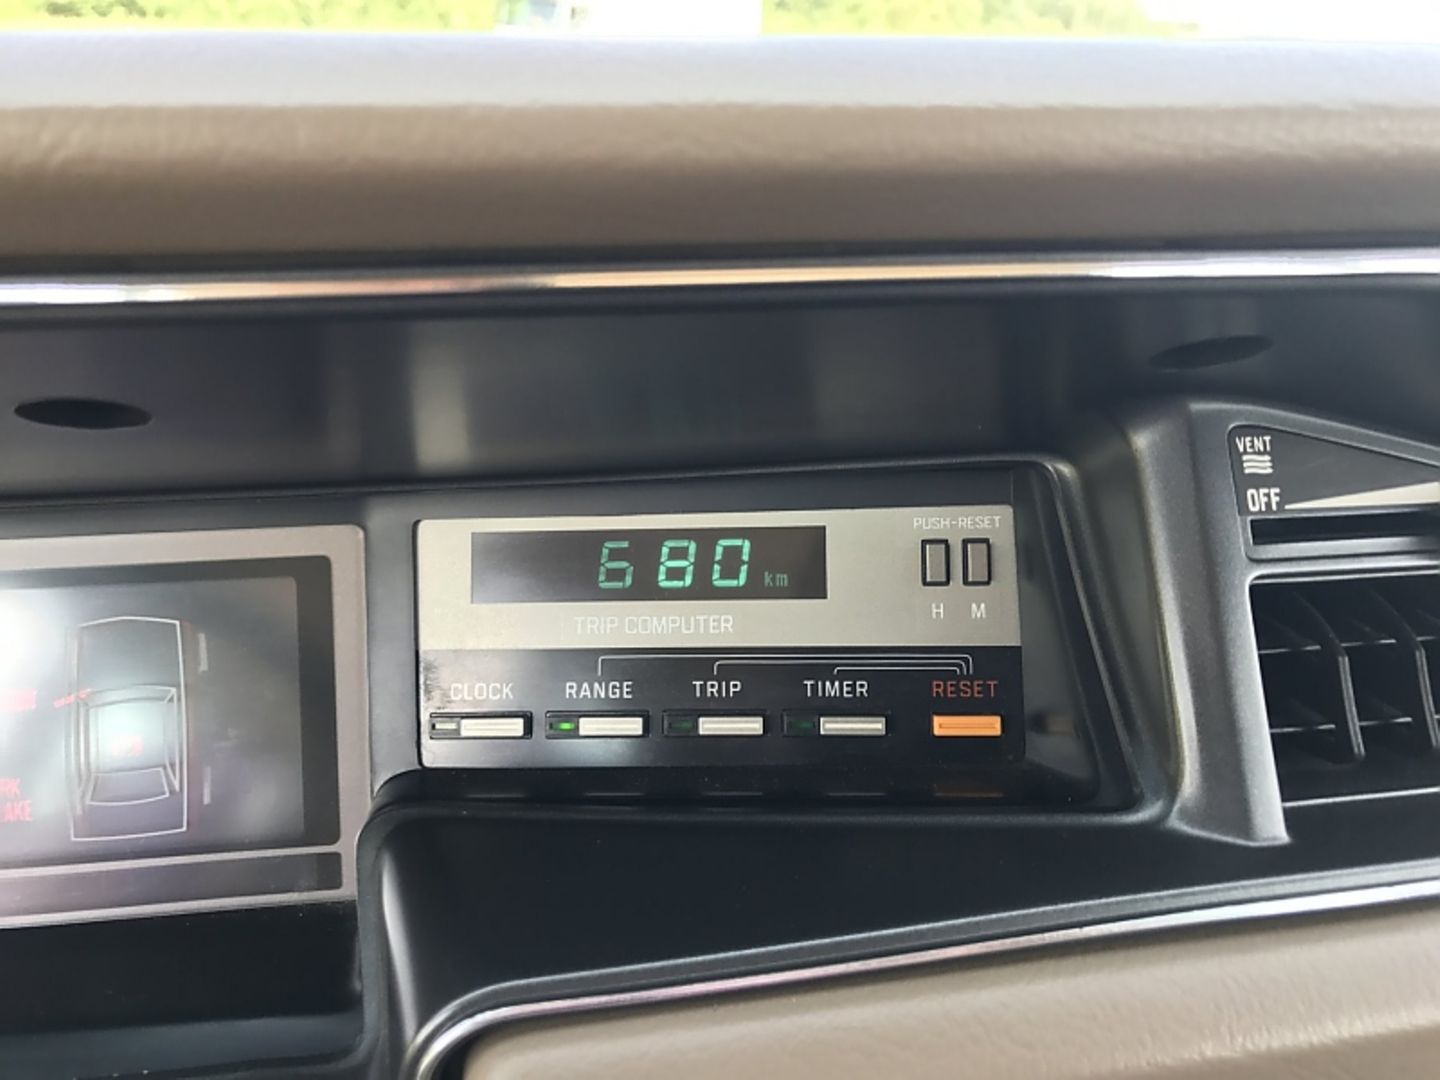 VENT
OFF
PUSH-RESET
680 km
H M
TRIP COMPUTER
CLOCK RANGE TRIP TIMER RESET